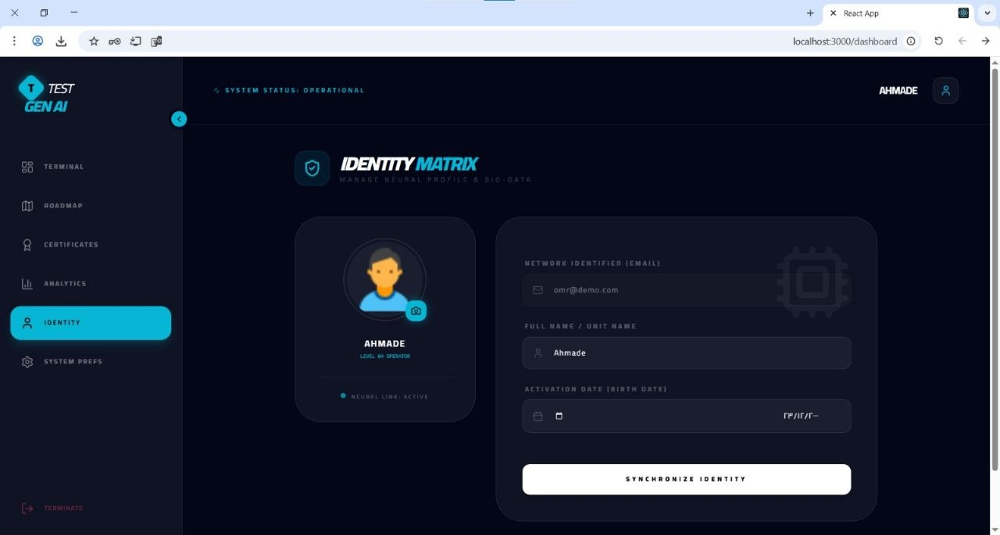 React App
localhost:3000/dashboard
T TEST
GEN AI
SYSTEM STATUS: OPERATIONAL
AHMADE
TERMINAL
ROADMAP
CERTIFICATES
ANALYTICS
IDENTITY
SYSTEM PREFS
TERMINATE
IDENTITY MATRIX
MANAGE NEURAL PROFILE & BIO-DATA
AHMADE
LEVEL 04 OPERATOR
NEURAL LINK: ACTIVE
NETWORK IDENTIFIER (EMAIL)
omr@demo.com
FULL NAME / UNIT NAME
Ahmade
ACTIVATION DATE (BIRTH DATE)
٢٣/١٢/٢٠٠٠
SYNCHRONIZE IDENTITY